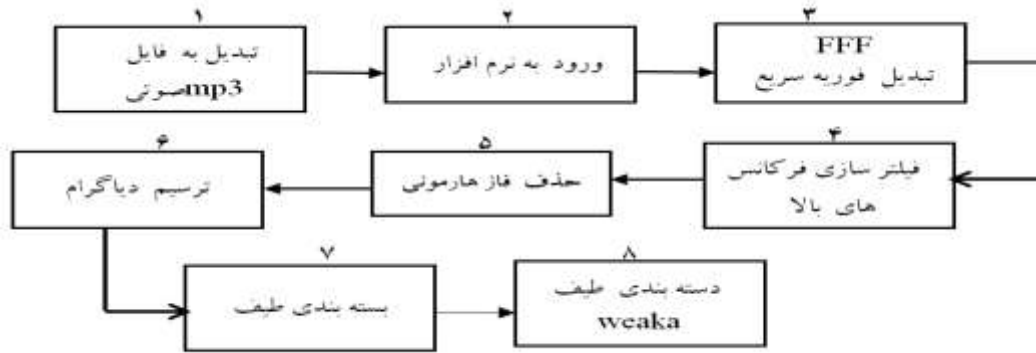 ۱
تبدیل به فایل
صوتیmp3
۲
ورود به نرم افزار
۳
FFF
تبدیل فوریه سریع
۴
فیلتر سازی فرکانس
های بالا
۵
حذف فاز هارمونی
۶
ترسیم دیاگرام
۷
بسته بندی طیف
۸
دسته بندی طیف
weaka